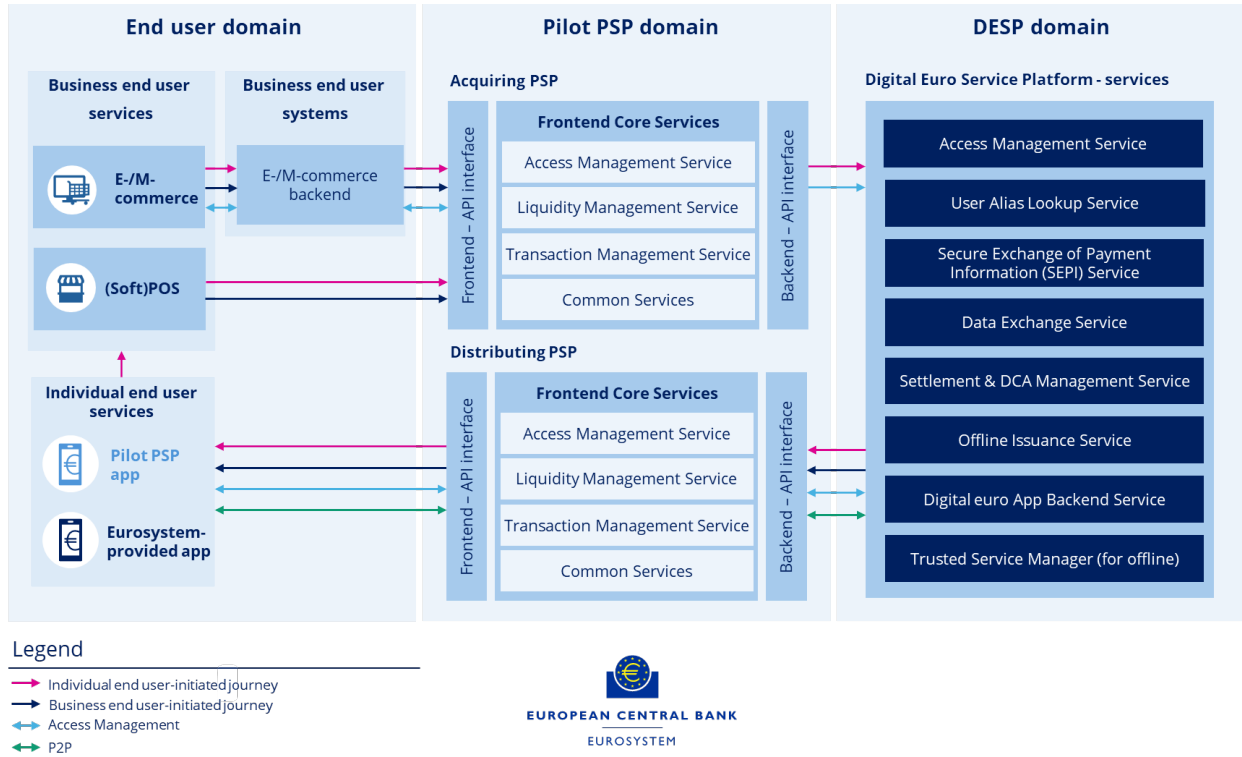 End user domain
Pilot PSP domain
DESP domain
Business end user
services
Business end user
systems
E-/M-
commerce
E-/M-commerce
backend
(Soft)POS
Individual end user
services
Pilot PSP
app
Eurosystem-
provided app
Acquiring PSP
Frontend – API interface
Frontend Core Services
Access Management Service
Liquidity Management Service
Transaction Management Service
Common Services
Backend – API interface
Distributing PSP
Frontend – API interface
Frontend Core Services
Access Management Service
Liquidity Management Service
Transaction Management Service
Common Services
Backend – API interface
Digital Euro Service Platform - services
Access Management Service
User Alias Lookup Service
Secure Exchange of Payment
Information (SEPI) Service
Data Exchange Service
Settlement & DCA Management Service
Offline Issuance Service
Digital euro App Backend Service
Trusted Service Manager (for offline)
Legend
Individual end user-initiated journey
Business end user-initiated journey
Access Management
P2P
EUROPEAN CENTRAL BANK
EUROSYSTEM